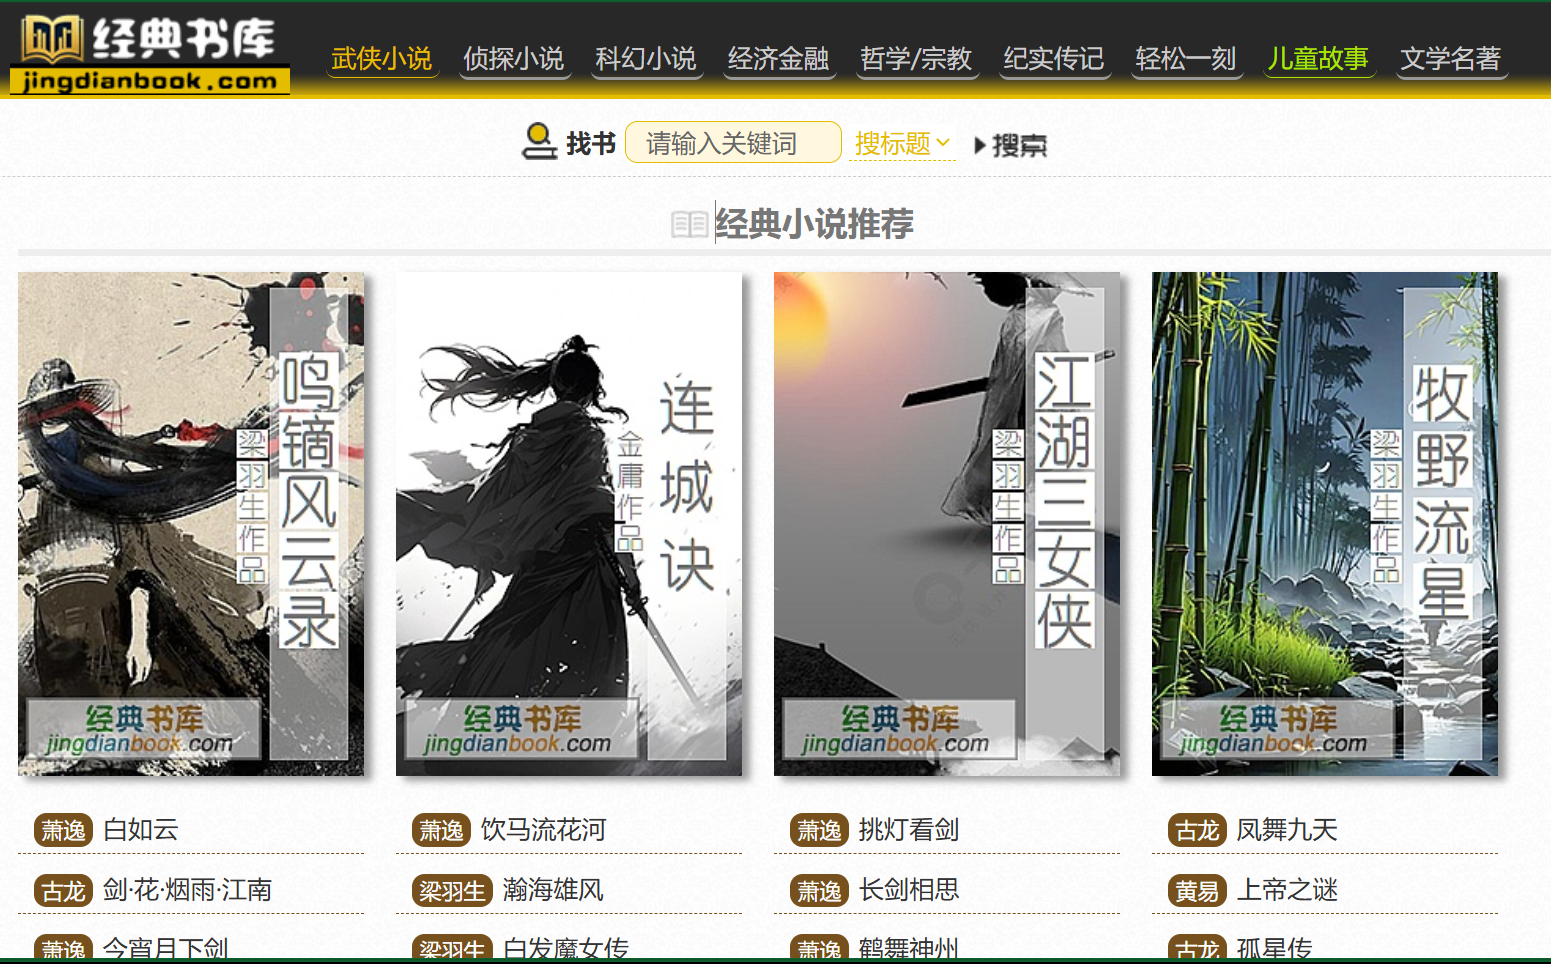 经典书库
jingdianbook.com
武侠小说 侦探小说 科幻小说 经济金融 哲学/宗教 纪实传记 轻松一刻 儿童故事 文学名著
找书 请输入关键词 搜标题 搜索
经典小说推荐
鸣镝风云录
梁羽生作品
经典书库
jingdianbook.com
连城诀
金庸作品
经典书库
jingdianbook.com
江湖三女侠
梁羽生作品
经典书库
jingdianbook.com
牧野流星
梁羽生作品
经典书库
jingdianbook.com
萧逸 白如云
萧逸 饮马流花河
萧逸 挑灯看剑
古龙 凤舞九天
古龙 剑·花·烟雨·江南
梁羽生 瀚海雄风
萧逸 长剑相思
黄易 上帝之谜
萧逸 今宵月下剑
梁羽生 白发魔女传
萧逸 鹤舞神州
古龙 孤星传